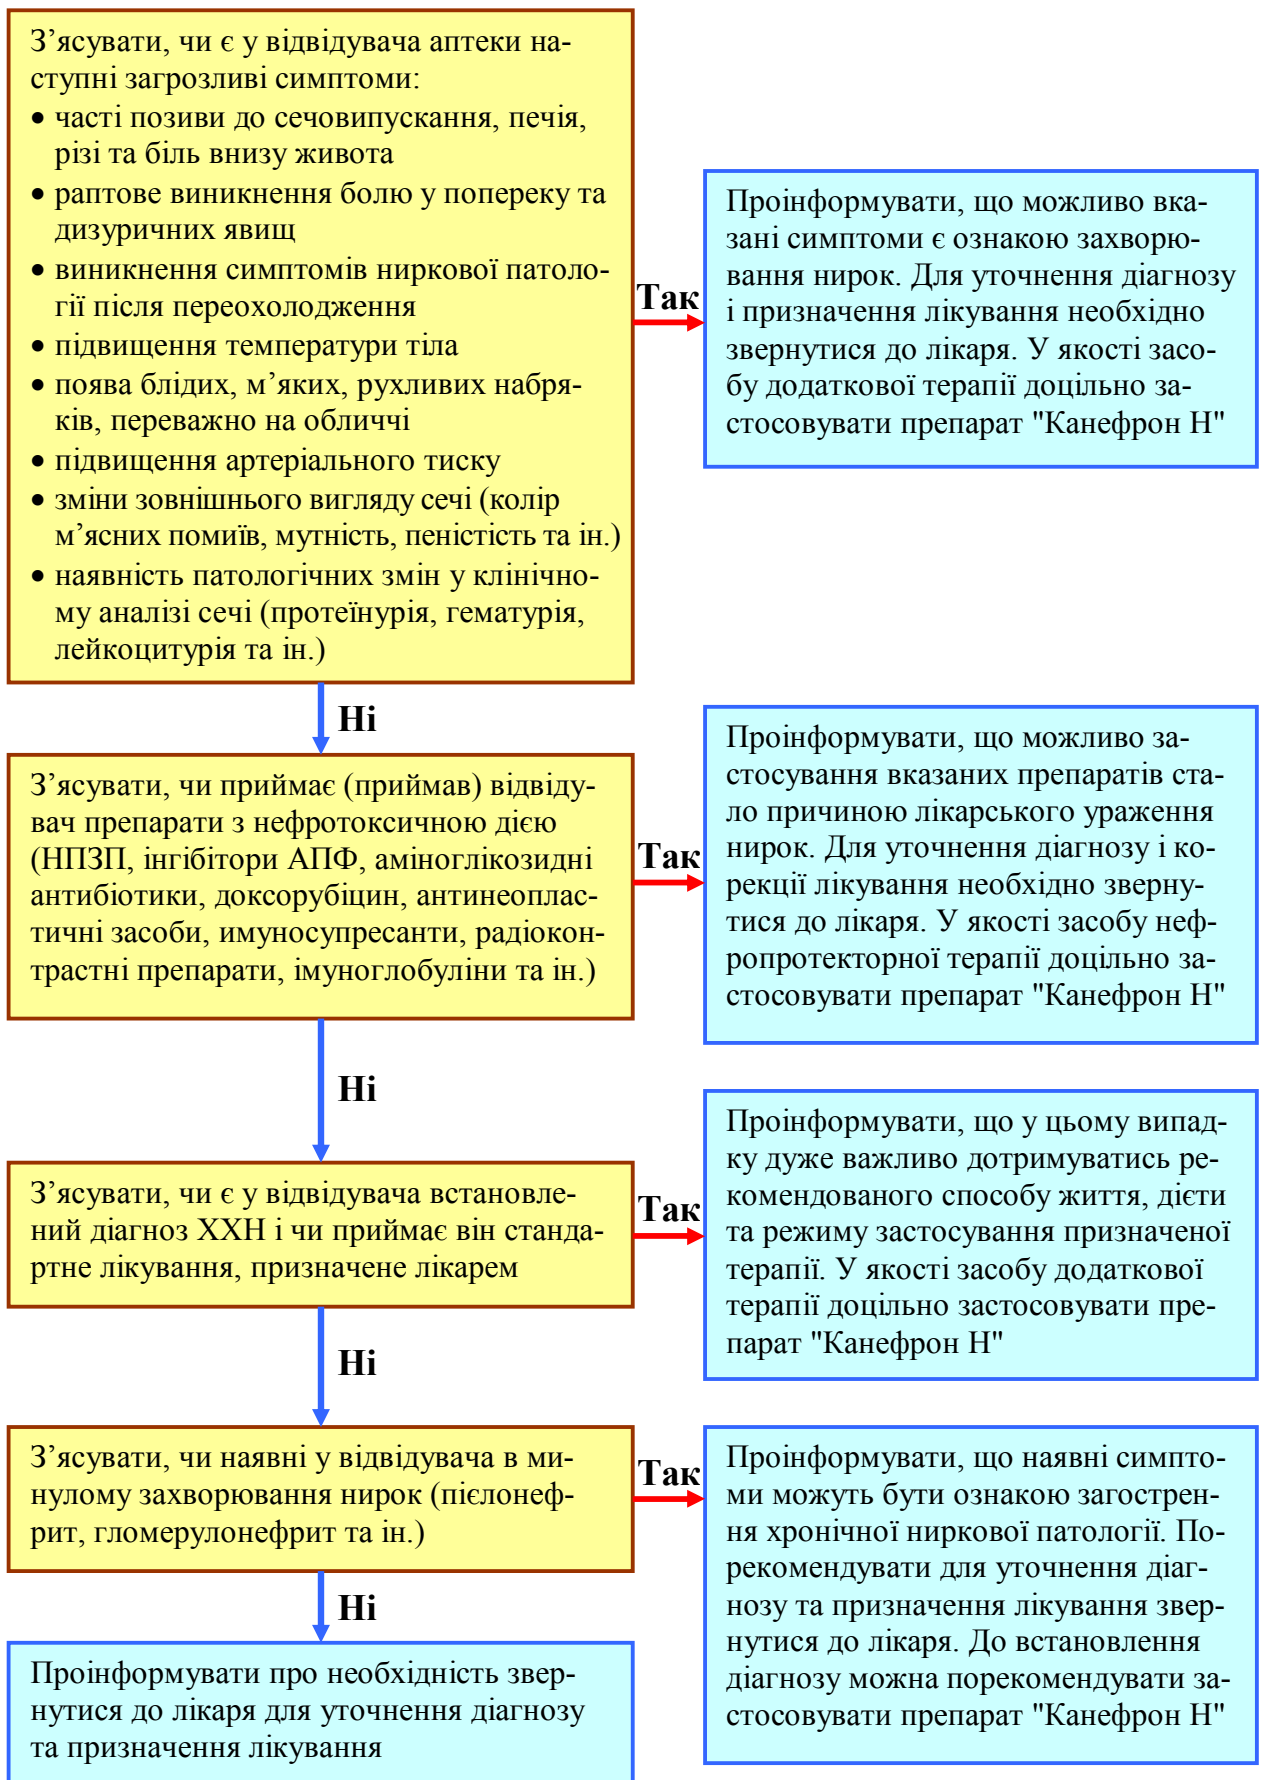 З’ясувати, чи є у відвідувача аптеки на-
ступні загрозливі симптоми:
• часті позиви до сечовипускання, печія,
різі та біль внизу живота
• раптове виникнення болю у попереку та
дизуричних явищ
• виникнення симптомів ниркової патоло-
гії після переохолодження
• підвищення температури тіла
• поява блідих, м’яких, рухливих набря-
ків, переважно на обличчі
• підвищення артеріального тиску
• зміни зовнішнього вигляду сечі (колір
м’ясних помиїв, мутність, пеністість та ін.)
• наявність патологічних змін у клінічно-
му аналізі сечі (протеїнурія, гематурія,
лейкоцитурія та ін.)
Так
Проінформувати, що можливо вка-
зані симптоми є ознакою захворю-
вання нирок. Для уточнення діагнозу
і призначення лікування необхідно
звернутися до лікаря. У якості засо-
бу додаткової терапії доцільно за-
стосовувати препарат "Канефрон Н"
Ні
З’ясувати, чи приймає (приймав) відвіду-
вач препарати з нефротоксичною дією
(НПЗП, інгібітори АПФ, аміноглікозидні
антибіотики, доксорубіцин, антинеоплас-
тичні засоби, имуносупресанти, радіокон-
трастні препарати, імуноглобуліни та ін.)
Так
Проінформувати, що можливо за-
стосування вказаних препаратів ста-
ло причиною лікарського ураження
нирок. Для уточнення діагнозу і ко-
рекції лікування необхідно зверну-
тися до лікаря. У якості засобу неф-
ропротекторної терапії доцільно за-
стосовувати препарат "Канефрон Н"
Ні
З’ясувати, чи є у відвідувача встановле-
ний діагноз ХХН і чи приймає він станда-
ртне лікування, призначене лікарем
Так
Проінформувати, що у цьому випад-
ку дуже важливо дотримуватись ре-
комендованого способу життя, дієти
та режиму застосування призначеної
терапії. У якості засобу додаткової
терапії доцільно застосовувати пре-
парат "Канефрон Н"
Ні
З’ясувати, чи наявні у відвідувача в ми-
нулому захворювання нирок (пієлонеф-
рит, гломерулонефрит та ін.)
Так
Проінформувати, що наявні симпто-
ми можуть бути ознакою загострен-
ня хронічної ниркової патології. По-
рекомендувати для уточнення діаг-
нозу та призначення лікування звер-
нутися до лікаря. До встановлення
діагнозу можна порекомендувати за-
стосовувати препарат "Канефрон Н"
Ні
Проінформувати про необхідність звер-
нутися до лікаря для уточнення діагнозу
та призначення лікування